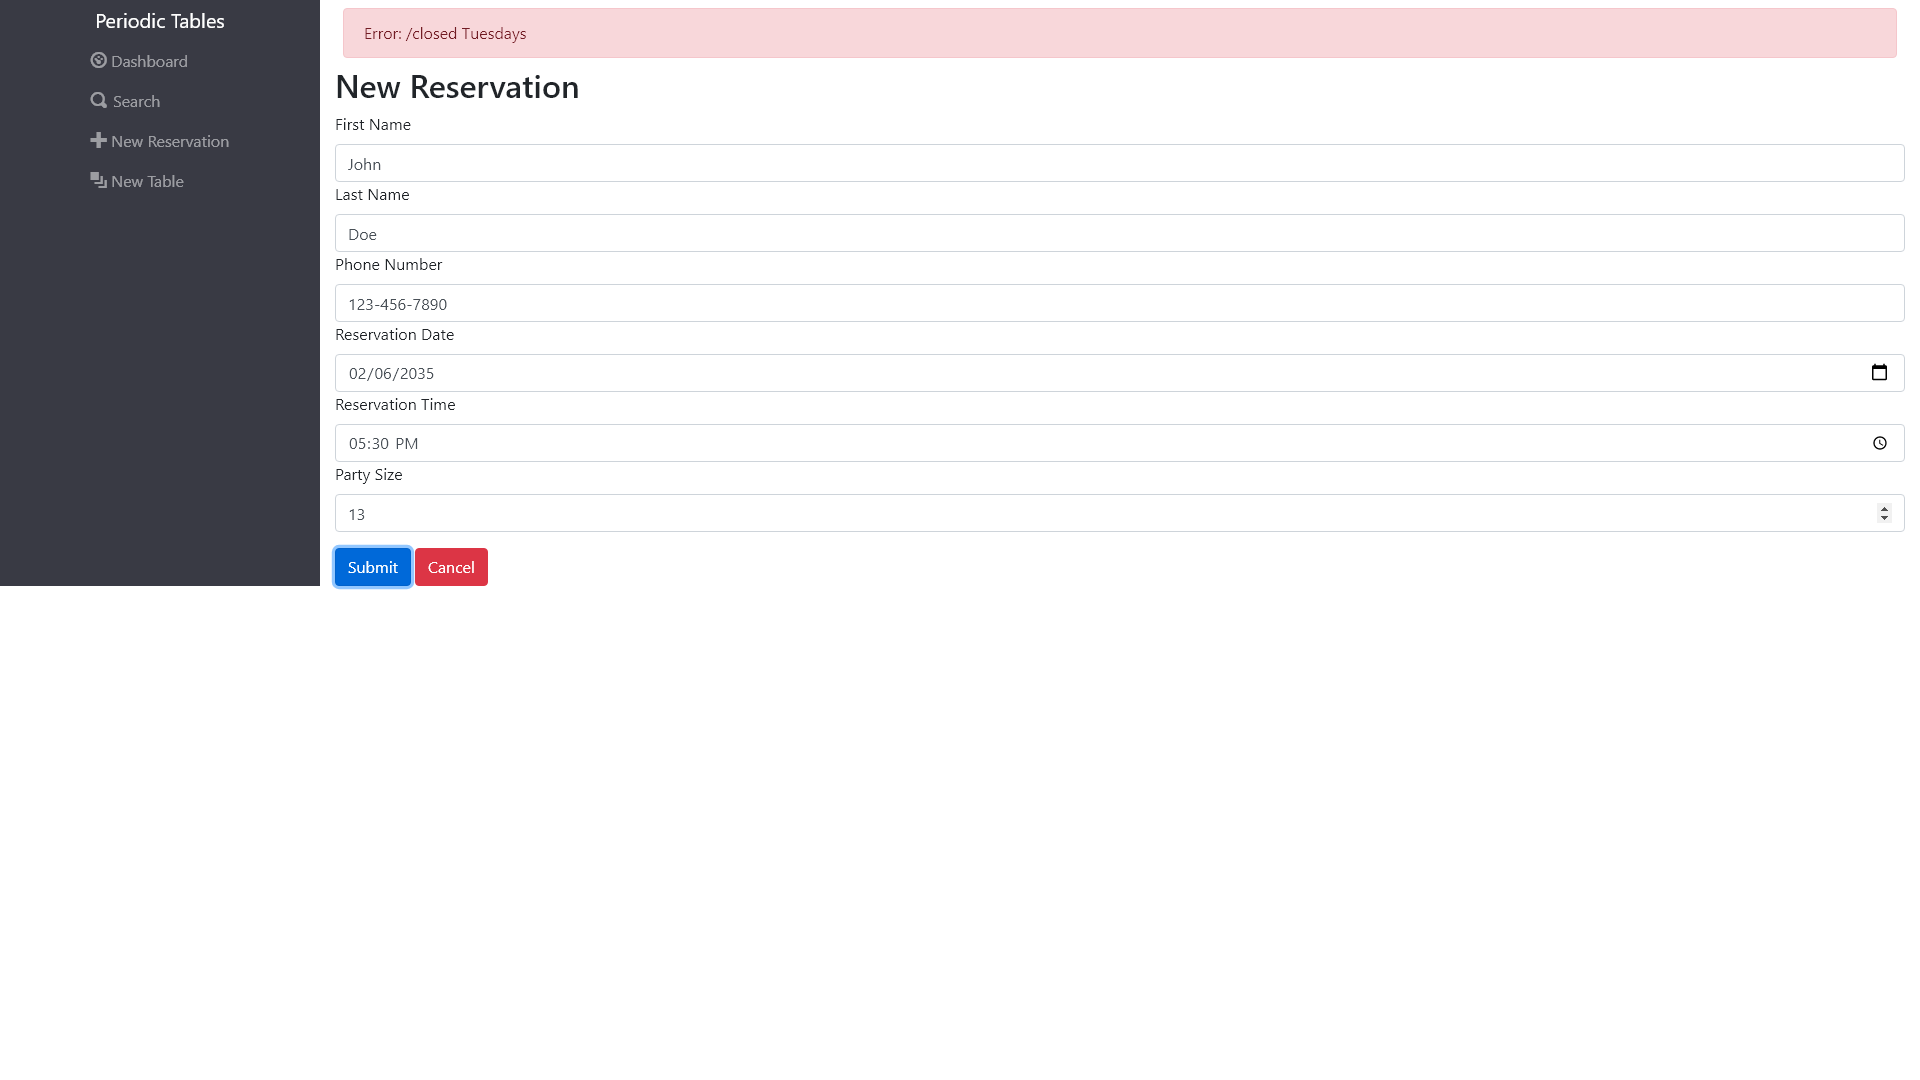 Periodic Tables
Dashboard
Search
New Reservation
New Table
Error: /closed Tuesdays
New Reservation
First Name
John
Last Name
Doe
Phone Number
123-456-7890
Reservation Date
02/06/2035
Reservation Time
05:30 PM
Party Size
13
Submit Cancel